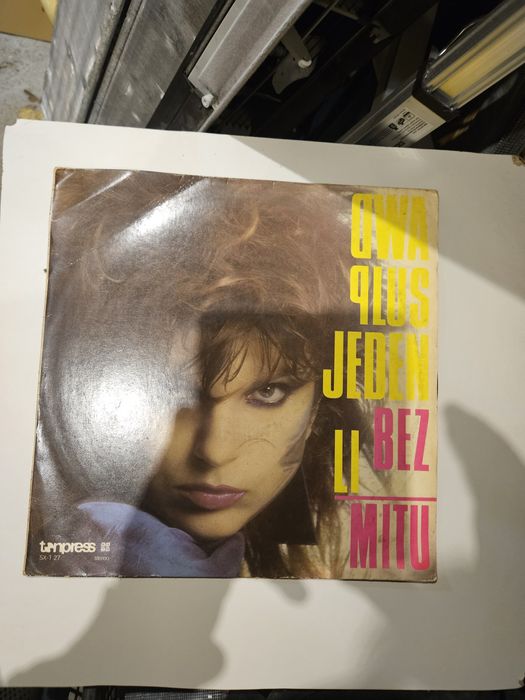 DWA
PLUS
JEDEN
BEZ
LI
MITU
tonpress
SX-T 27
stereo